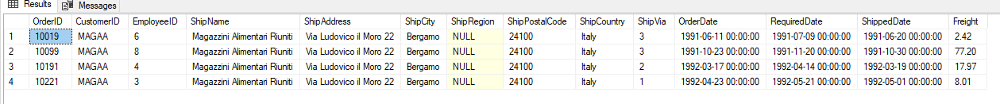 Results Messages
OrderID CustomerID EmployeeID ShipName ShipAddress ShipCity ShipRegion ShipPostalCode ShipCountry ShipVia OrderDate RequiredDate ShippedDate Freight
1 10019 MAGAA 6 Magazzini Alimentari Riuniti Via Ludovico il Moro 22 Bergamo NULL 24100 Italy 3 1991-06-11 00:00:00 1991-07-09 00:00:00 1991-06-20 00:00:00 2.42
2 10099 MAGAA 8 Magazzini Alimentari Riuniti Via Ludovico il Moro 22 Bergamo NULL 24100 Italy 3 1991-10-23 00:00:00 1991-11-20 00:00:00 1991-10-30 00:00:00 77.20
3 10191 MAGAA 4 Magazzini Alimentari Riuniti Via Ludovico il Moro 22 Bergamo NULL 24100 Italy 2 1992-03-17 00:00:00 1992-04-14 00:00:00 1992-03-19 00:00:00 17.97
4 10221 MAGAA 3 Magazzini Alimentari Riuniti Via Ludovico il Moro 22 Bergamo NULL 24100 Italy 1 1992-04-23 00:00:00 1992-05-21 00:00:00 1992-05-01 00:00:00 8.01